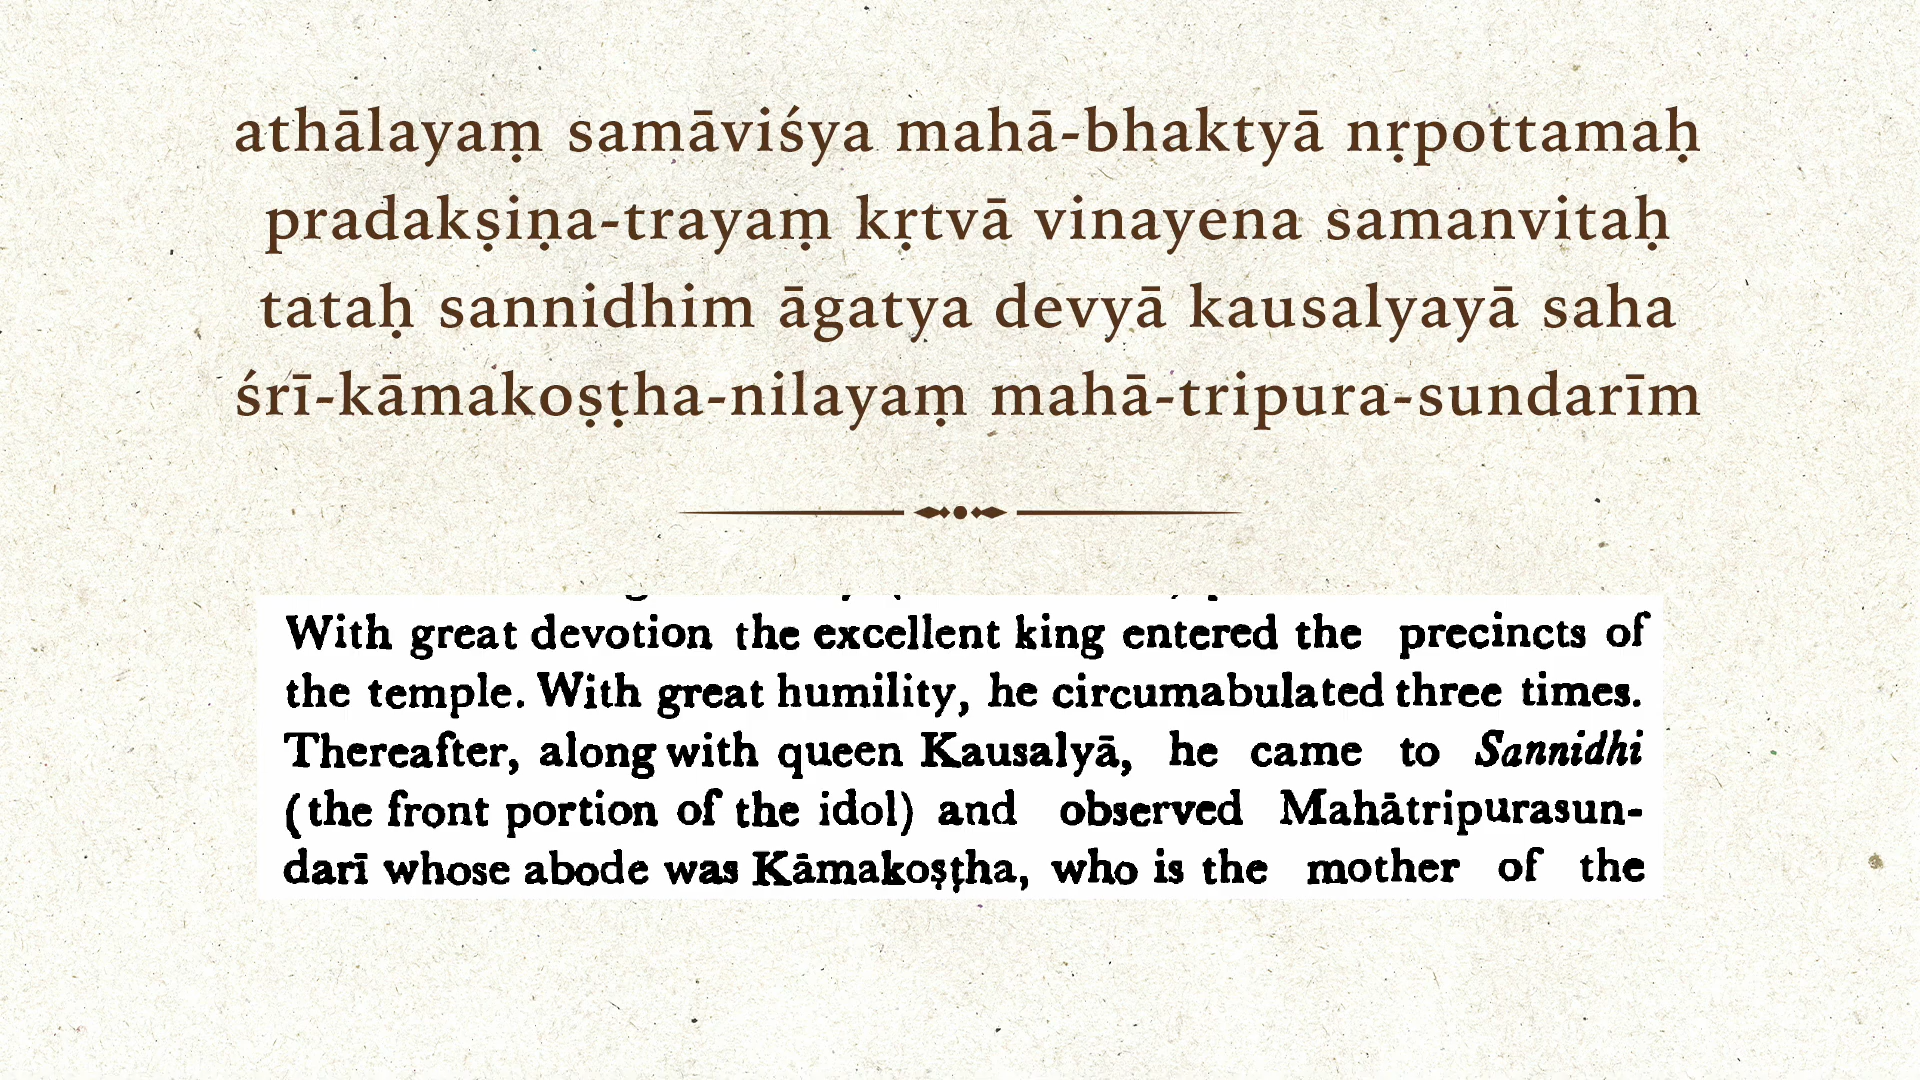 athālayaṃ samāviśya mahā-bhaktyā nṛpottamaḥ
pradakṣiṇa-trayaṃ kṛtvā vinayena samanvitaḥ
tataḥ sannidhim āgatya devyā kausalyayā saha
śrī-kāmakoṣṭha-nilayaṃ mahā-tripura-sundarīm
With great devotion the excellent king entered the precincts of
the temple. With great humility, he circumabulated three times.
Thereafter, along with queen Kausalyā, he came to Sannidhi
(the front portion of the idol) and observed Mahātripurasun-
darī whose abode was Kāmakoṣṭha, who is the mother of the